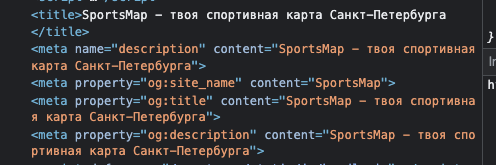 <title>SportsMap - твоя спортивная карта Санкт-Петербурга
</title>
<meta name="description" content="SportsMap - твоя спортивная
карта Санкт-Петербурга">
<meta property="og:site_name" content="SportsMap">
<meta property="og:title" content="SportsMap - твоя спортивна
я карта Санкт-Петербурга">
<meta property="og:description" content="SportsMap - твоя спо
ртивная карта Санкт-Петербурга">
}
In
h